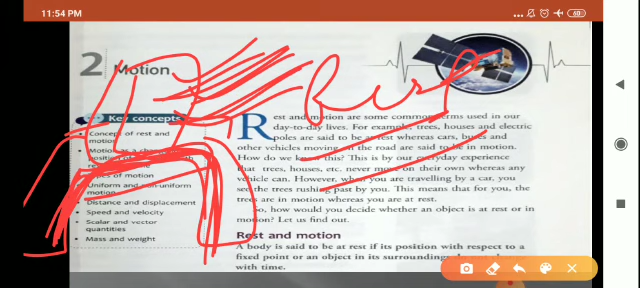 11:54 PM
60
2 Motion
Key concepts
• Concept of rest and motion
• Motion as a
position
• Types of motion
• Uniform and non-uniform motion
• Distance and displacement
• Speed and velocity
• Scalar and vector
quantities
• Mass and weight
Rest and motion are some common terms used in our
day-to-day lives. For example, trees, houses and electric
poles are said to be at rest whereas cars, buses and
other vehicles moving on the road are said to be in motion.
How do we know this? This is by our everyday experience
that trees, houses, etc. never move on their own whereas any
vehicle can. However, when you are travelling by a car, you
see the trees rushing past by you. This means that for you, the
trees are in motion whereas you are at rest.
So, how would you decide whether an object is at rest or in
motion? Let us find out.
Rest and motion
A body is said to be at rest if its position with respect to a
fixed point or an object in its surroundings
with time.